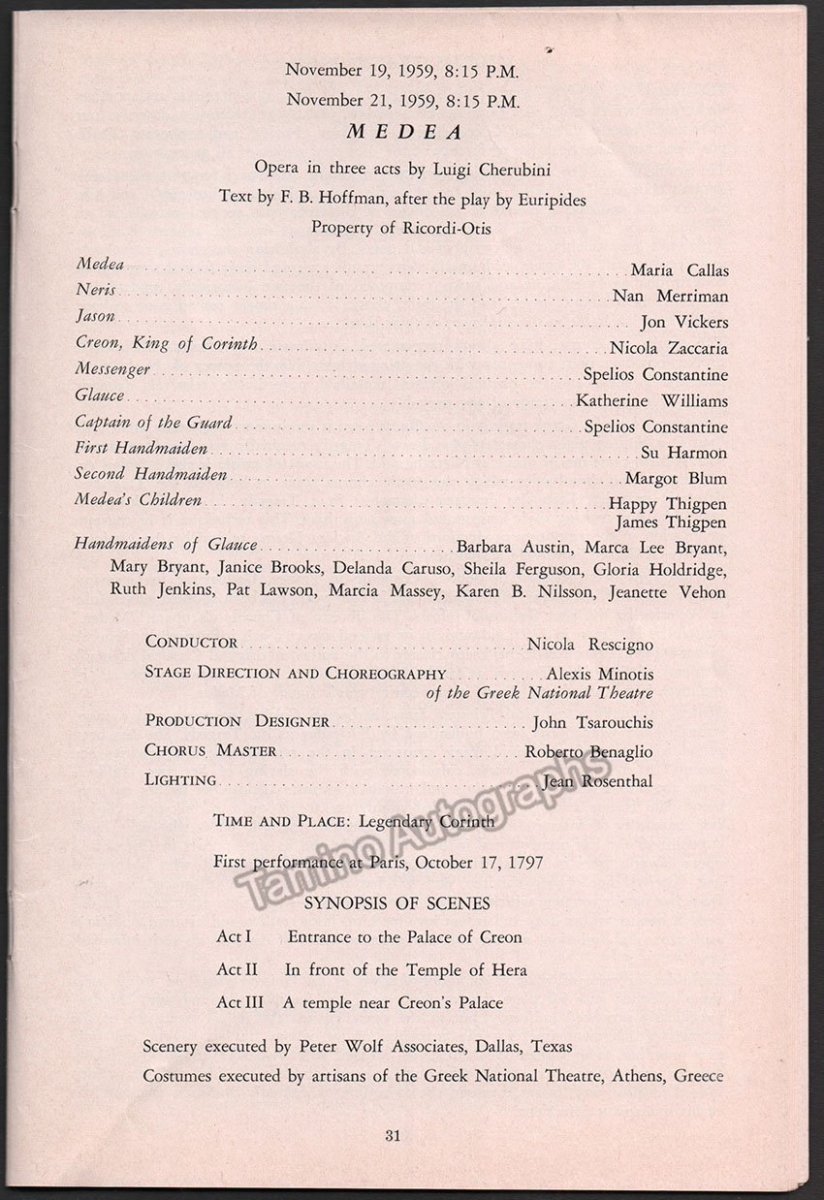 November 19, 1959, 8:15 P.M.
November 21, 1959, 8:15 P.M.
MEDEA
Opera in three acts by Luigi Cherubini
Text by F. B. Hoffman, after the play by Euripides
Property of Ricordi-Otis
Medea Maria Callas
Neris Nan Merriman
Jason Jon Vickers
Creon, King of Corinth Nicola Zaccaria
Messenger Spelios Constantine
Glauce Katherine Williams
Captain of the Guard Spelios Constantine
First Handmaiden Su Harmon
Second Handmaiden Margot Blum
Medea's Children Happy Thigpen
James Thigpen
Handmaidens of Glauce Barbara Austin, Marca Lee Bryant,
Mary Bryant, Janice Brooks, Delanda Caruso, Sheila Ferguson, Gloria Holdridge,
Ruth Jenkins, Pat Lawson, Marcia Massey, Karen B. Nilsson, Jeanette Vehon
CONDUCTOR Nicola Rescigno
STAGE DIRECTION AND CHOREOGRAPHY Alexis Minotis
of the Greek National Theatre
PRODUCTION DESIGNER John Tsarouchis
CHORUS MASTER Roberto Benaglio
LIGHTING Jean Rosenthal
TIME AND PLACE: Legendary Corinth
First performance at Paris, October 17, 1797
Tamino Autographs
SYNOPSIS OF SCENES
Act I Entrance to the Palace of Creon
Act II In front of the Temple of Hera
Act III A temple near Creon's Palace
Scenery executed by Peter Wolf Associates, Dallas, Texas
Costumes executed by artisans of the Greek National Theatre, Athens, Greece
31